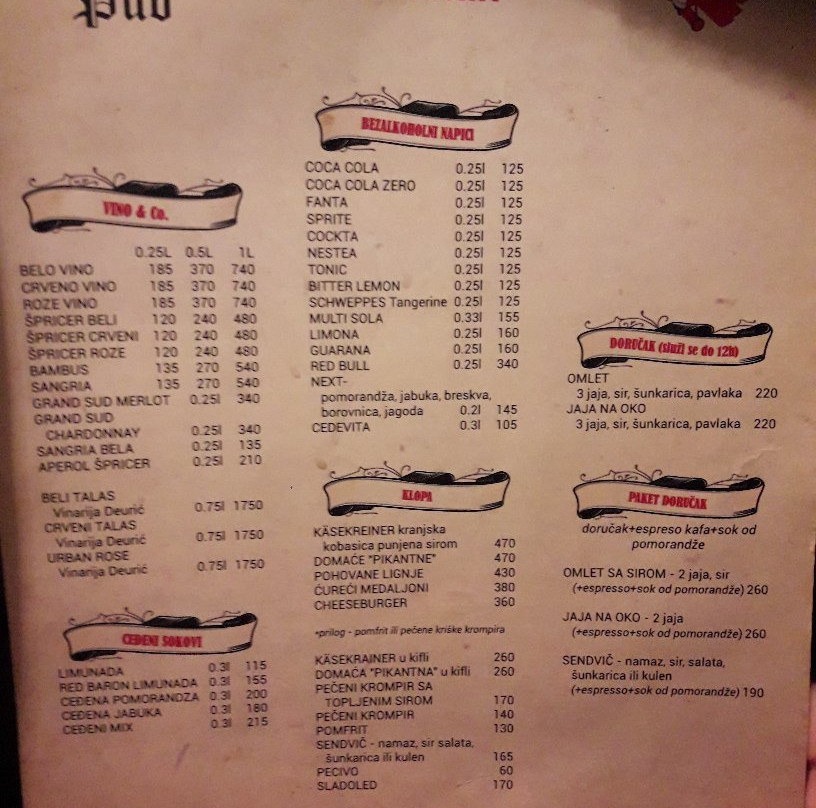 Pub
VINO & Co.
0.25L 0.5L 1L
BELO VINO 185 370 740
CRVENO VINO 185 370 740
ROZE VINO 185 370 740
ŠPRICER BELI 120 240 480
ŠPRICER CRVENI 120 240 480
ŠPRICER ROZE 120 240 480
BAMBUS 135 270 540
SANGRIA 135 270 540
GRAND SUD MERLOT 0.25l 340
GRAND SUD
CHARDONNAY 0.25l 340
SANGRIA BELA 0.25l 135
APEROL ŠPRICER 0.25l 210
BELI TALAS
Vinarija Deurić 0.75l 1750
CRVENI TALAS
Vinarija Deurić 0.75l 1750
URBAN ROSE
Vinarija Deurić 0.75l 1750
CEĐENI SOKOVI
LIMUNADA 0.3l 115
RED BARON LIMUNADA 0.3l 155
CEĐENA POMORANDZA 0.3l 200
CEĐENA JABUKA 0.3l 180
CEĐENI MIX 0.3l 215
BEZALKOHOLNI NAPICI
COCA COLA 0.25l 125
COCA COLA ZERO 0.25l 125
FANTA 0.25l 125
SPRITE 0.25l 125
COCKTA 0.25l 125
NESTEA 0.25l 125
TONIC 0.25l 125
BITTER LEMON 0.25l 125
SCHWEPPES Tangerine 0.25l 125
MULTI SOLA 0.33l 155
LIMONA 0.25l 160
GUARANA 0.25l 160
RED BULL 0.25l 340
NEXT-
pomorandža, jabuka, breskva,
borovnica, jagoda 0.2l 145
CEDEVITA 0.3l 105
KLOPA
KÄSEKREINER kranjska
kobasica punjena sirom 470
DOMAĆE "PIKANTNE" 470
POHOVANE LIGNJE 430
ĆUREĆI MEDALJONI 380
CHEESEBURGER 360
*prilog - pomfrit ili pečene kriške krompira
KÄSEKRAINER u kifli 260
DOMAĆA "PIKANTNA" u kifli 260
PEČENI KROMPIR SA
TOPLJENIM SIROM 170
PEČENI KROMPIR 140
POMFRIT 130
SENDVIČ - namaz, sir salata,
šunkarica ili kulen 165
PECIVO 60
SLADOLED 170
DORUČAK (služi se do 12h)
OMLET
3 jaja, sir, šunkarica, pavlaka 220
JAJA NA OKO
3 jaja, sir, šunkarica, pavlaka 220
PAKET DORUČAK
doručak+espreso kafa+sok od
pomorandže
OMLET SA SIROM - 2 jaja, sir
(+espresso+sok od pomorandže) 260
JAJA NA OKO - 2 jaja
(+espresso+sok od pomorandže) 260
SENDVIČ - namaz, sir, salata,
šunkarica ili kulen
(+espresso+sok od pomorandže) 190